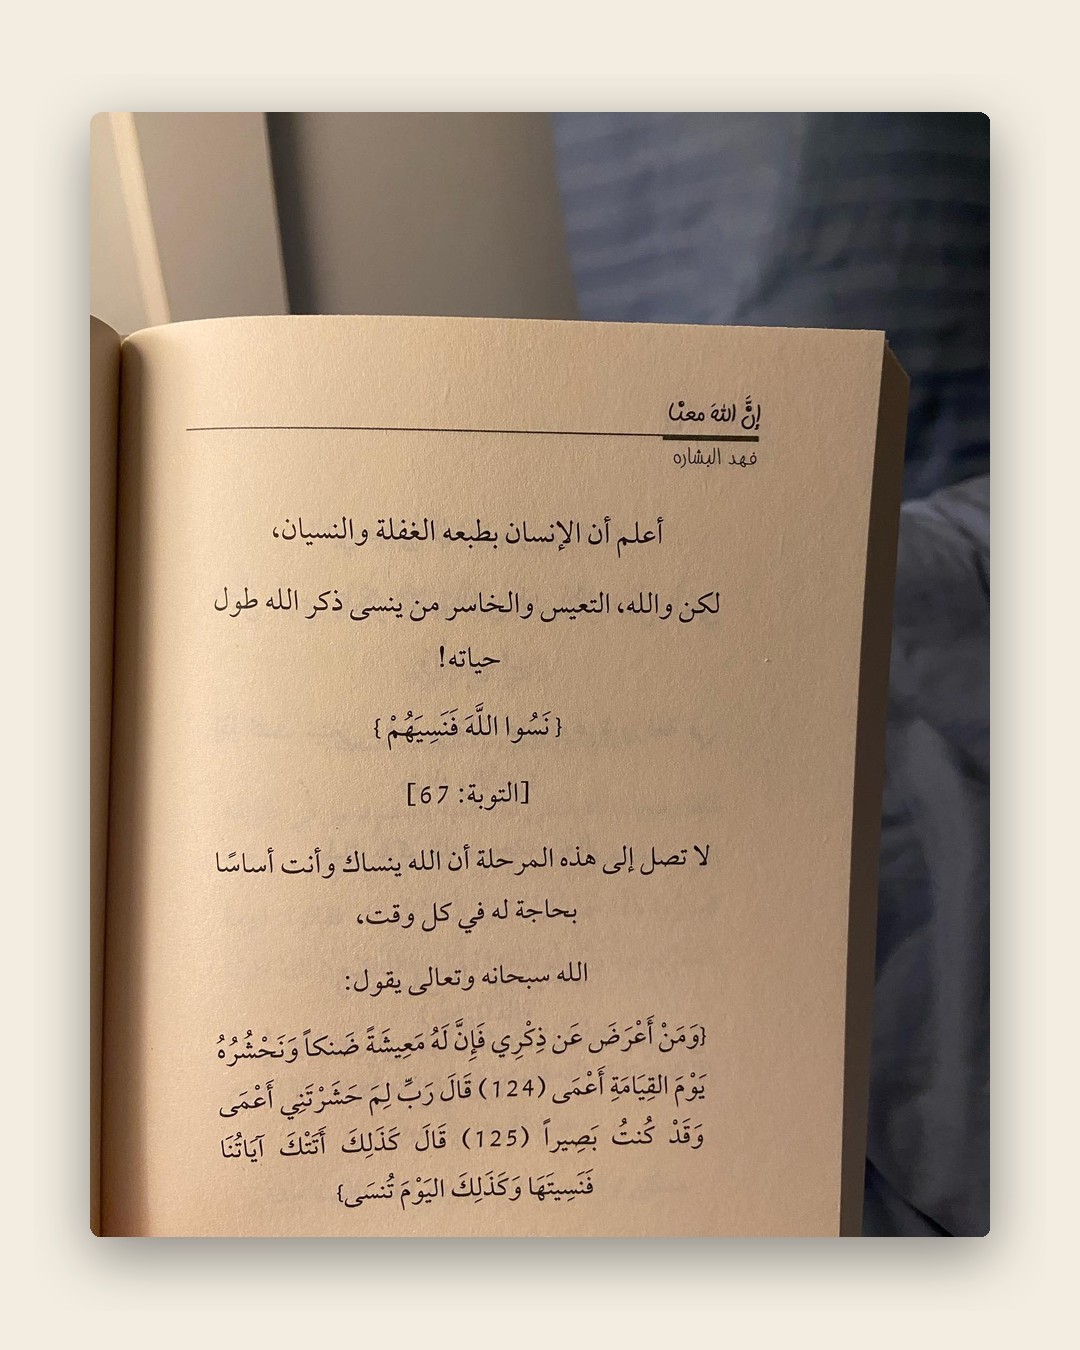 إنَّ اللهَ معنَا
فهد البشاره
أعلم أن الإنسان بطبعه الغفلة والنسيان،
لكن والله، التعيس والخاسر من ينسى ذكر الله طول
حياته!
{نَسُوا اللَّهَ فَنَسِيَهُمْ}
[التوبة: 67]
لا تصل إلى هذه المرحلة أن الله ينساك وأنت أساسًا
بحاجة له في كل وقت،
الله سبحانه وتعالى يقول:
{وَمَنْ أَعْرَضَ عَن ذِكْرِي فَإِنَّ لَهُ مَعِيشَةً ضَنكاً وَنَحْشُرُهُ
يَوْمَ القِيَامَةِ أَعْمَى (124) قَالَ رَبِّ لِمَ حَشَرْتَنِي أَعْمَى
وَقَدْ كُنتُ بَصِيراً (125) قَالَ كَذَلِكَ أَتَتْكَ آيَاتُنَا
فَنَسِيتَهَا وَكَذَلِكَ اليَوْمَ تُنسَى}